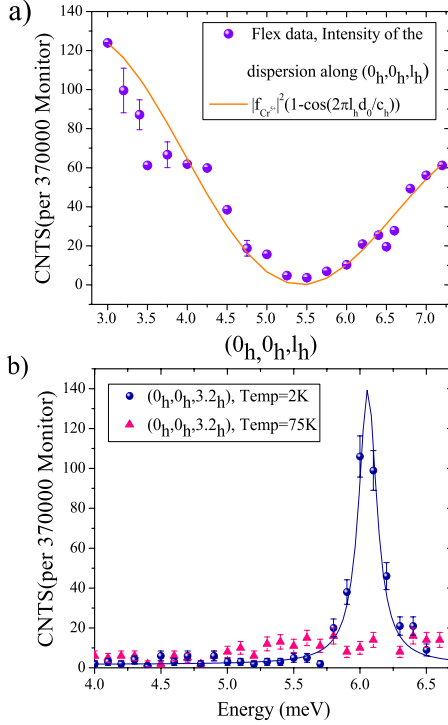 a)
140
120
100
80
60
40
20
0
CNTS(per 370000 Monitor)
Flex data, Intensity of the
dispersion along (0h,0h,lh)
|fCr5+|²(1-cos(2πlhd0/ch))
3.0 3.5 4.0 4.5 5.0 5.5 6.0 6.5 7.0
(0h,0h,lh)
b)
140
120
100
80
60
40
20
0
CNTS(per 370000 Monitor)
(0h,0h,3.2h), Temp=2K
(0h,0h,3.2h), Temp=75K
4.0 4.5 5.0 5.5 6.0 6.5
Energy (meV)